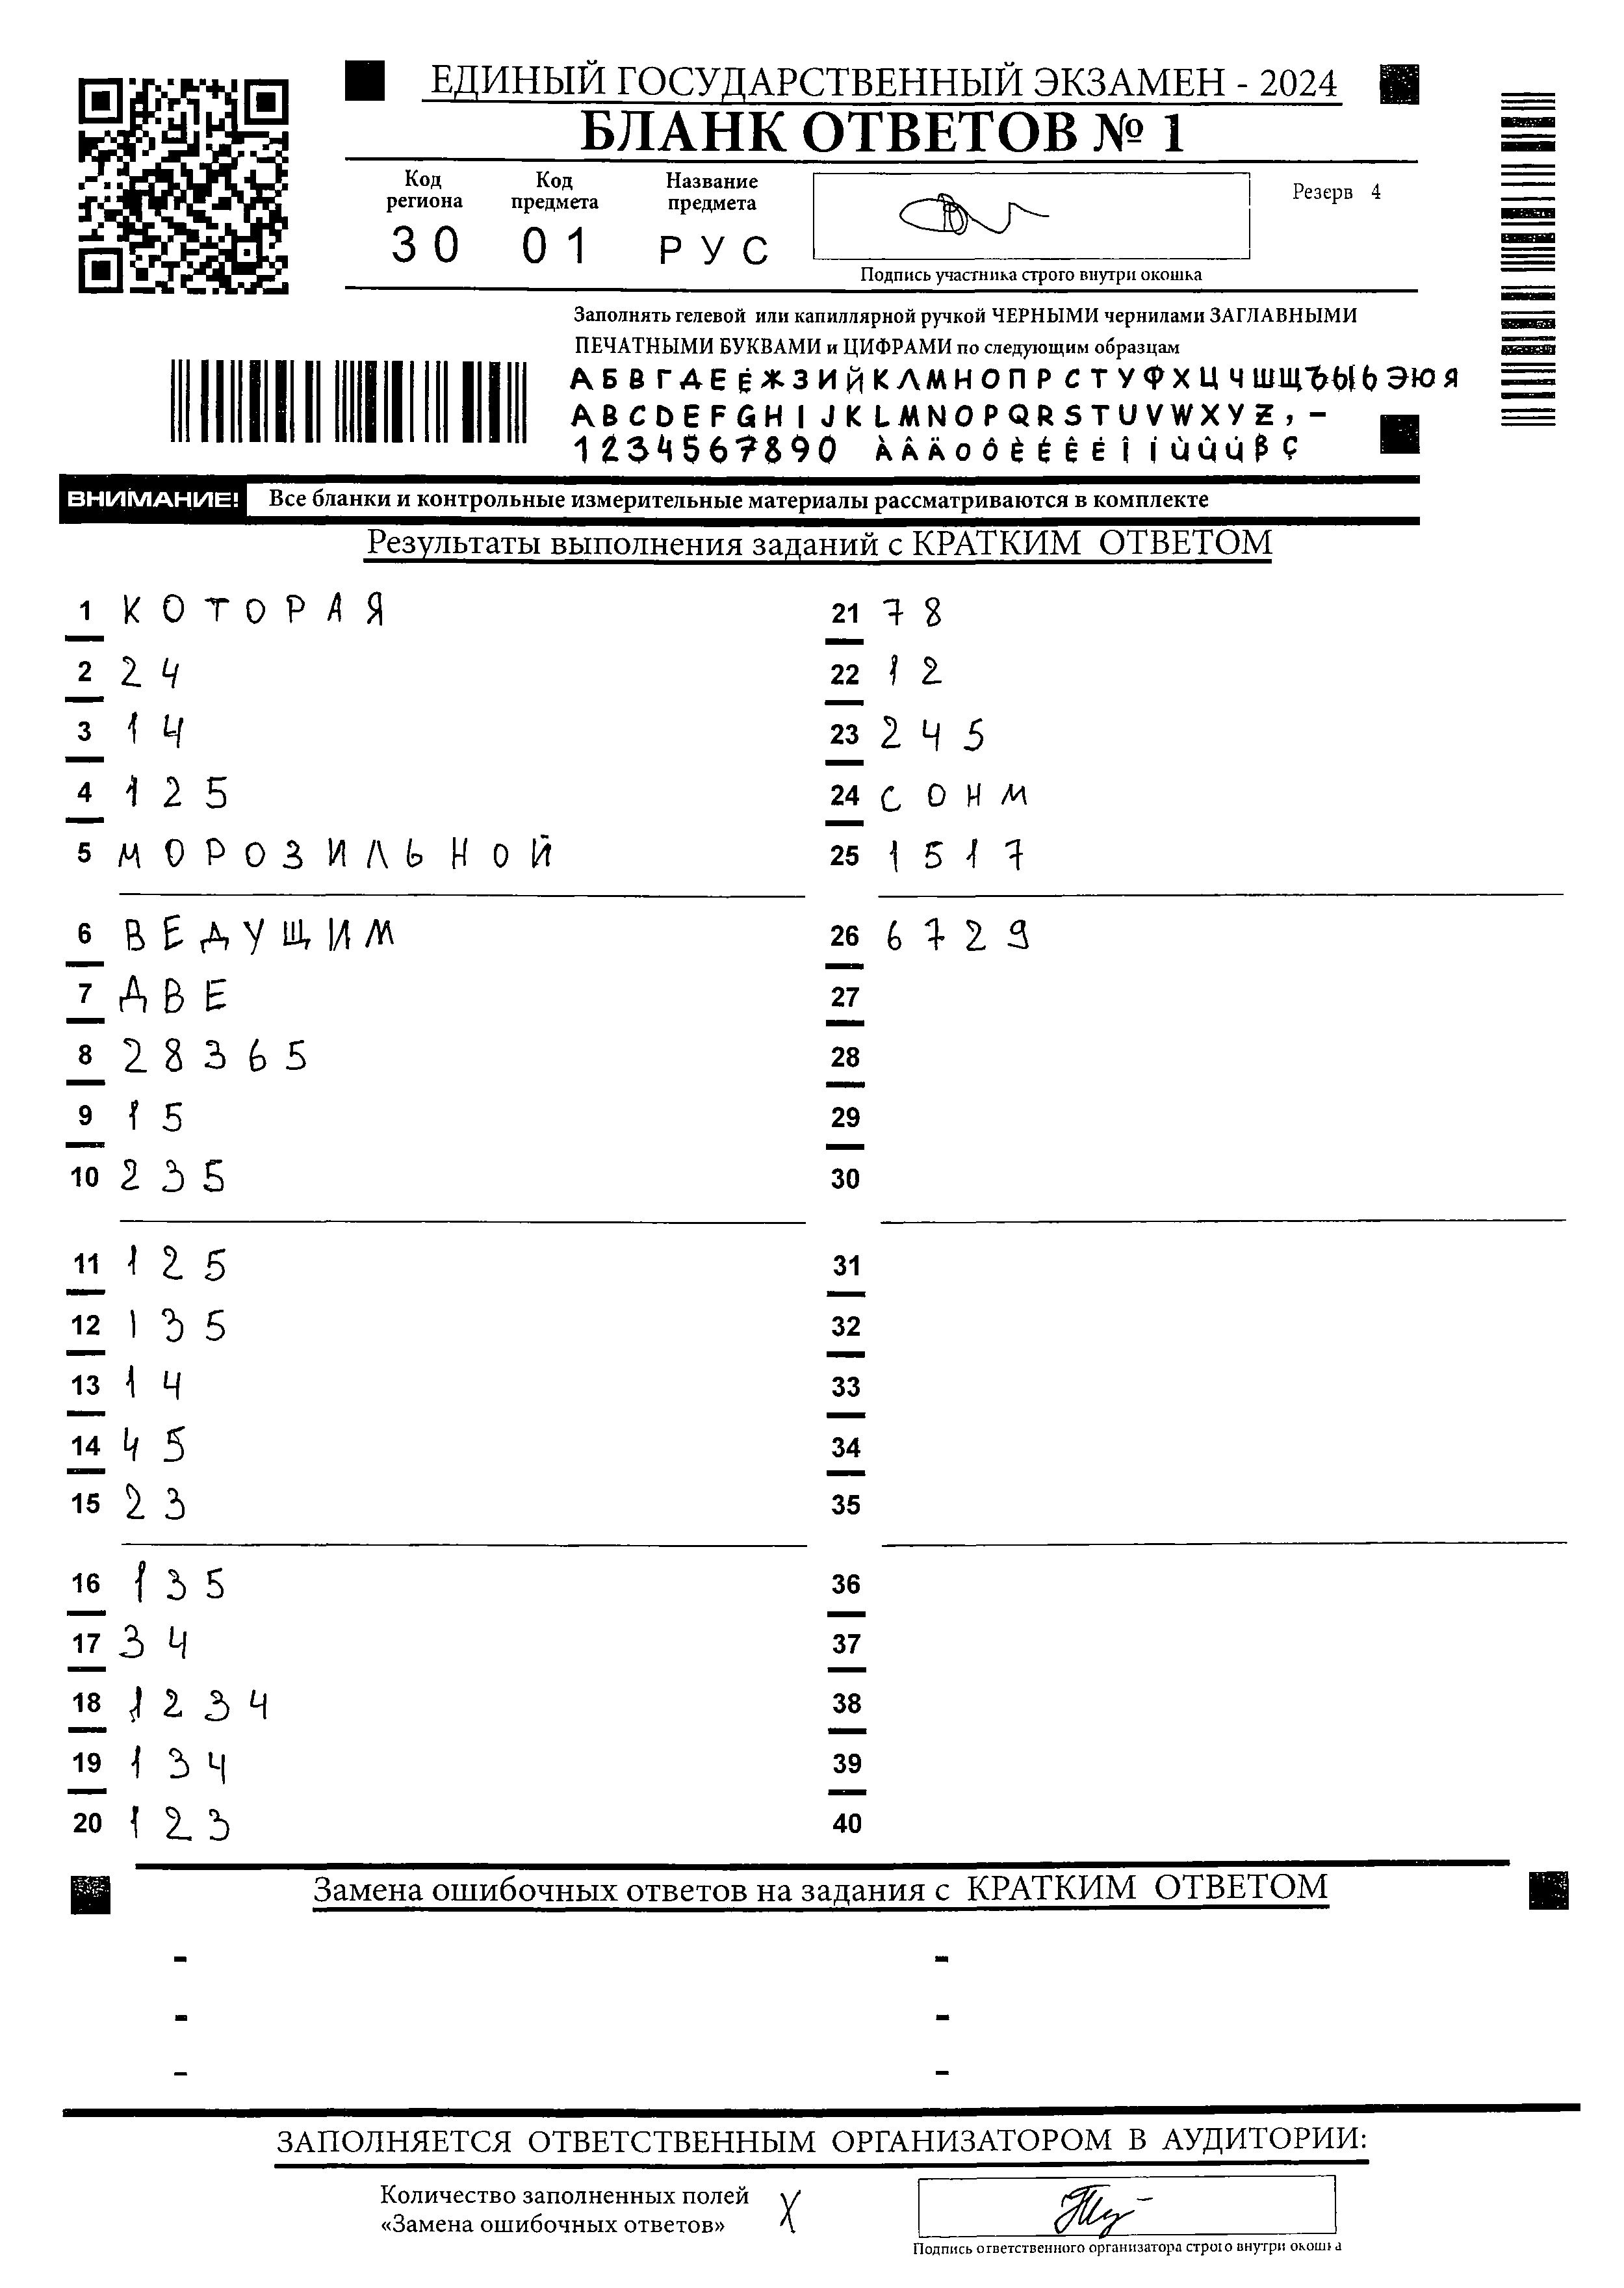 ЕДИНЫЙ ГОСУДАРСТВЕННЫЙ ЭКЗАМЕН - 2024
БЛАНК ОТВЕТОВ № 1
Код региона
Код предмета
Название предмета
30 01 РУС
Резерв 4
Подпись участника строго внутри окошка
Заполнять гелевой или капиллярной ручкой ЧЕРНЫМИ чернилами ЗАГЛАВНЫМИ
ПЕЧАТНЫМИ БУКВАМИ и ЦИФРАМИ по следующим образцам
АБВГДЕЁЖЗИЙКЛМНОПРСТУФХЦЧШЩЪЫЬЭЮЯ
ABCDEFGHIJKLMNOPQRSTUVWXYZ,-
1234567890
ВНИМАНИЕ! Все бланки и контрольные измерительные материалы рассматриваются в комплекте
Результаты выполнения заданий с КРАТКИМ ОТВЕТОМ
1 КОТОРАЯ
2 24
3 14
4 125
5 МОРОЗИЛЬНОЙ
6 ВЕДУЩИМ
7 ДВЕ
8 28365
9 15
10 235
11 125
12 135
13 14
14 45
15 23
16 135
17 34
18 1234
19 134
20 123
21 78
22 12
23 245
24 СОНМ
25 1517
26 6729
27
28
29
30
31
32
33
34
35
36
37
38
39
40
Замена ошибочных ответов на задания с КРАТКИМ ОТВЕТОМ
- -
- -
- -
ЗАПОЛНЯЕТСЯ ОТВЕТСТВЕННЫМ ОРГАНИЗАТОРОМ В АУДИТОРИИ:
Количество заполненных полей
«Замена ошибочных ответов» X
Подпись ответственного организатора строго внутри окошка